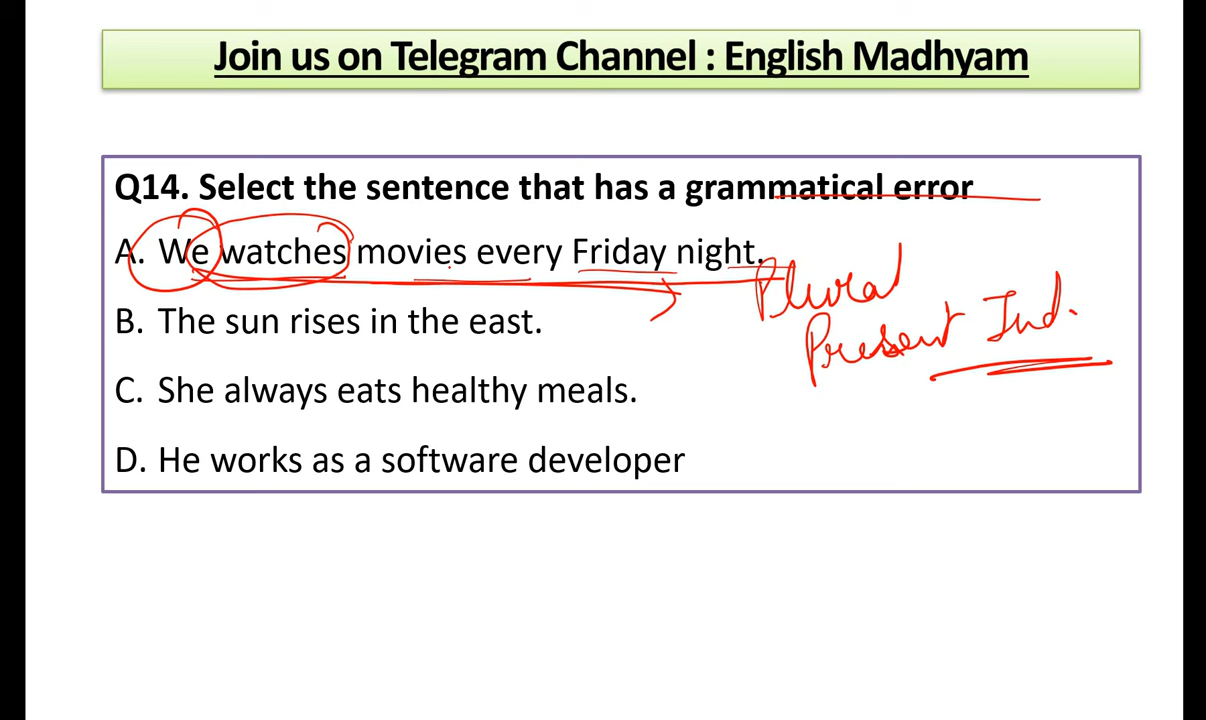 Join us on Telegram Channel : English Madhyam
Q14. Select the sentence that has a grammatical error
A. We watches movies every Friday night.
Plural
B. The sun rises in the east.
Present Ind.
C. She always eats healthy meals.
D. He works as a software developer